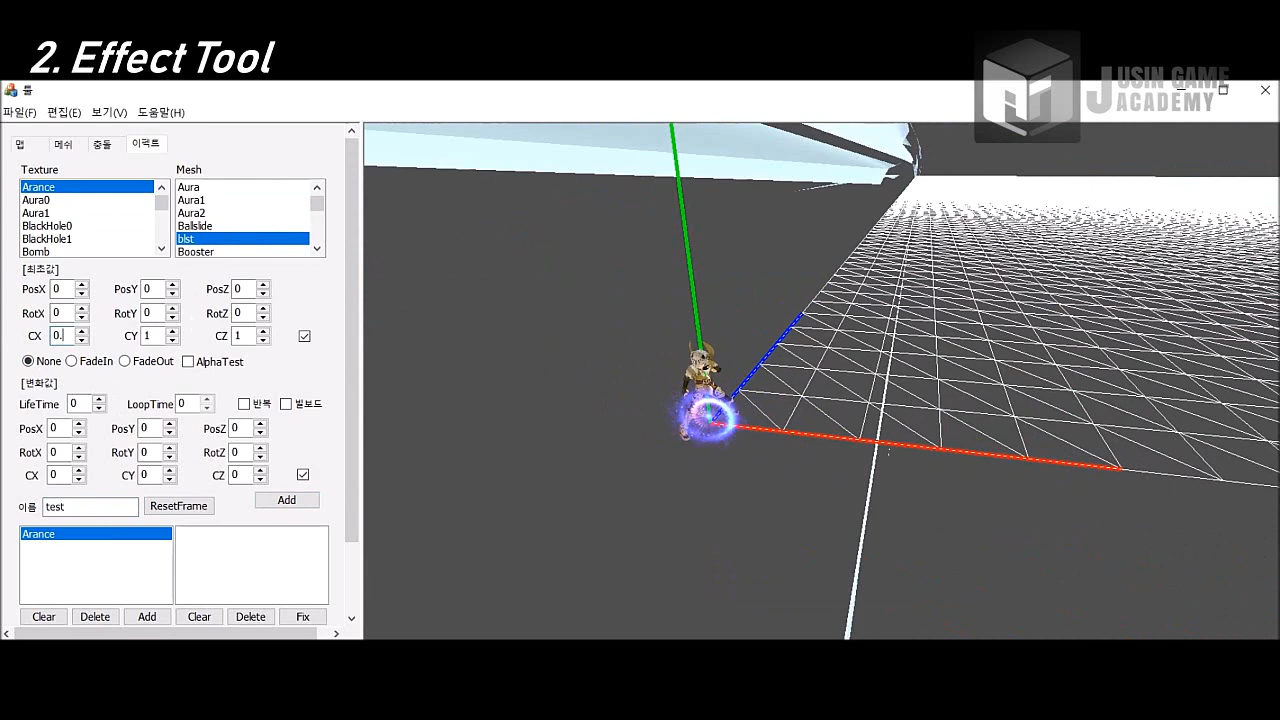 2. Effect Tool
JUSIN GAME
ACADEMY
툴
파일(F) 편집(E) 보기(V) 도움말(H)
맵 메쉬 충돌 이팩트
Texture Mesh
Arance Aura
Aura0 Aura1
Aura1 Aura2
BlackHole0 Ballslide
BlackHole1 blst
Bomb Booster
[최초값]
PosX 0 PosY 0 PosZ 0
RotX 0 RotY 0 RotZ 0
CX 0. CY 1 CZ 1
None FadeIn FadeOut AlphaTest
[변화값]
LifeTime 0 LoopTime 0 반복 빌보드
PosX 0 PosY 0 PosZ 0
RotX 0 RotY 0 RotZ 0
CX 0 CY 0 CZ 0
이름 test ResetFrame Add
Arance
Clear Delete Add Clear Delete Fix